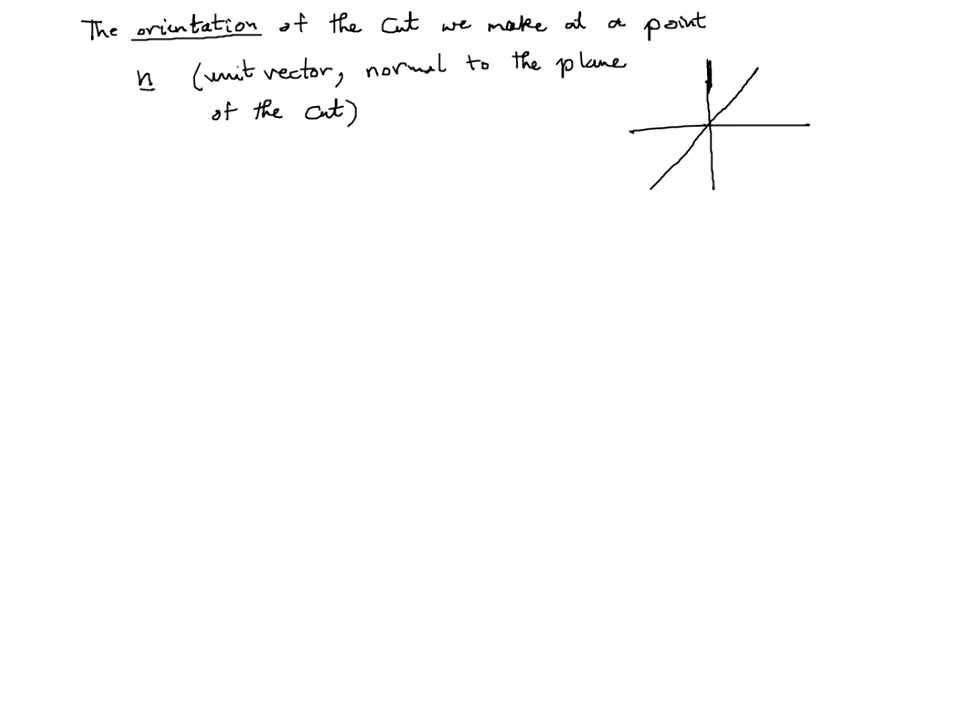 The orientation of the cut we make at a point
n (unit vector, normal to the plane
of the cut)